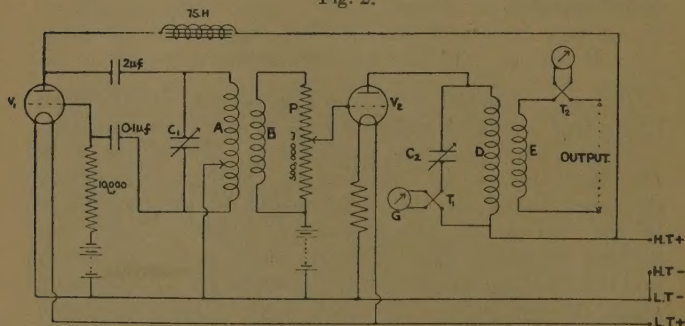 Fig. 2.
75.H
2μf
V₁
0.1μf
C₁
A
B
P
V₂
10,000
C₂
D
E
T₂
OUTPUT
G
T₁
H.T+
H.T-
L.T-
L.T+